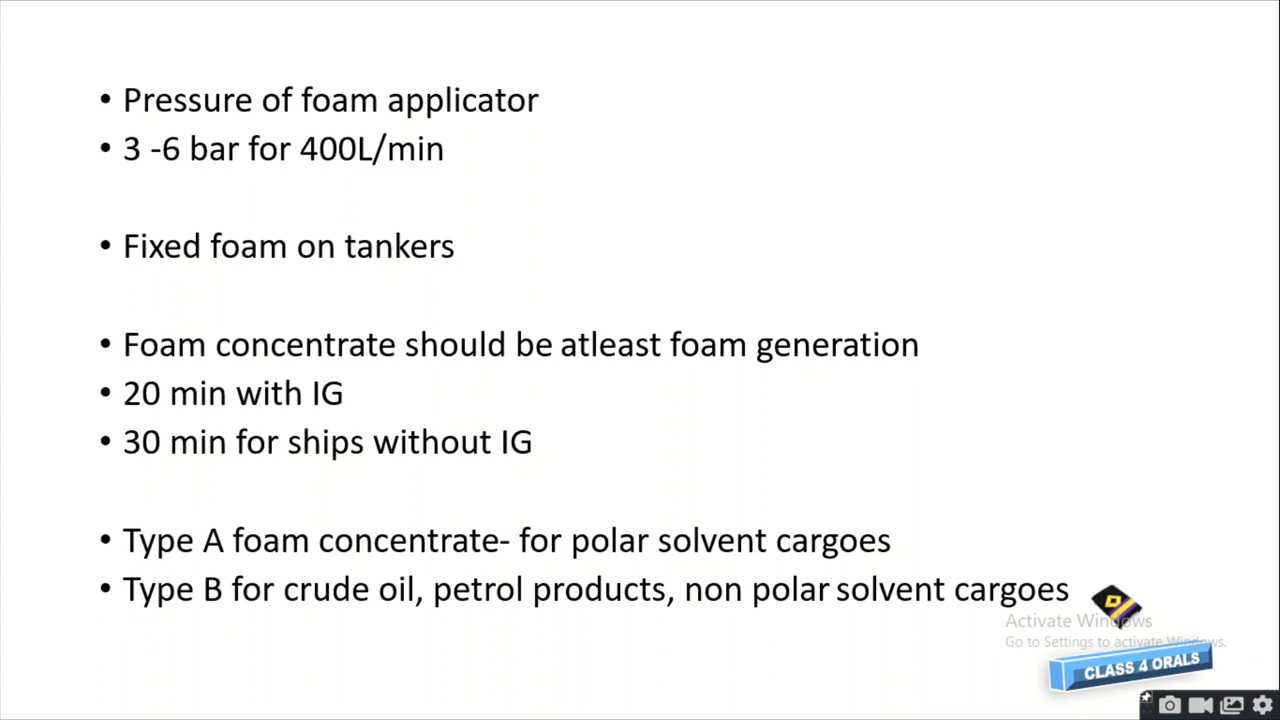 • Pressure of foam applicator
• 3 -6 bar for 400L/min
• Fixed foam on tankers
• Foam concentrate should be atleast foam generation
• 20 min with IG
• 30 min for ships without IG
• Type A foam concentrate- for polar solvent cargoes
• Type B for crude oil, petrol products, non polar solvent cargoes
Activate Windows
Go to Settings to activate Windows.
CLASS 4 ORALS